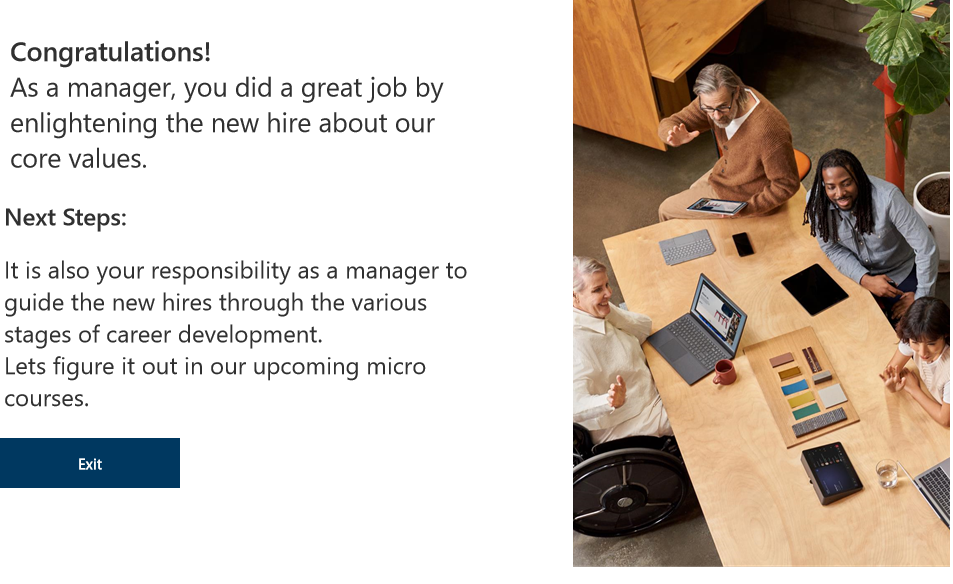 Congratulations!
As a manager, you did a great job by
enlightening the new hire about our
core values.
Next Steps:
It is also your responsibility as a manager to
guide the new hires through the various
stages of career development.
Lets figure it out in our upcoming micro
courses.
Exit